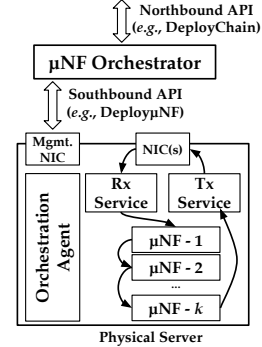 Northbound API
(e.g., DeployChain)
μNF Orchestrator
Southbound API
(e.g., DeployμNF)
Mgmt.
NIC
NIC(s)
Orchestration
Agent
Rx
Service
Tx
Service
μNF - 1
μNF - 2
...
μNF - k
Physical Server